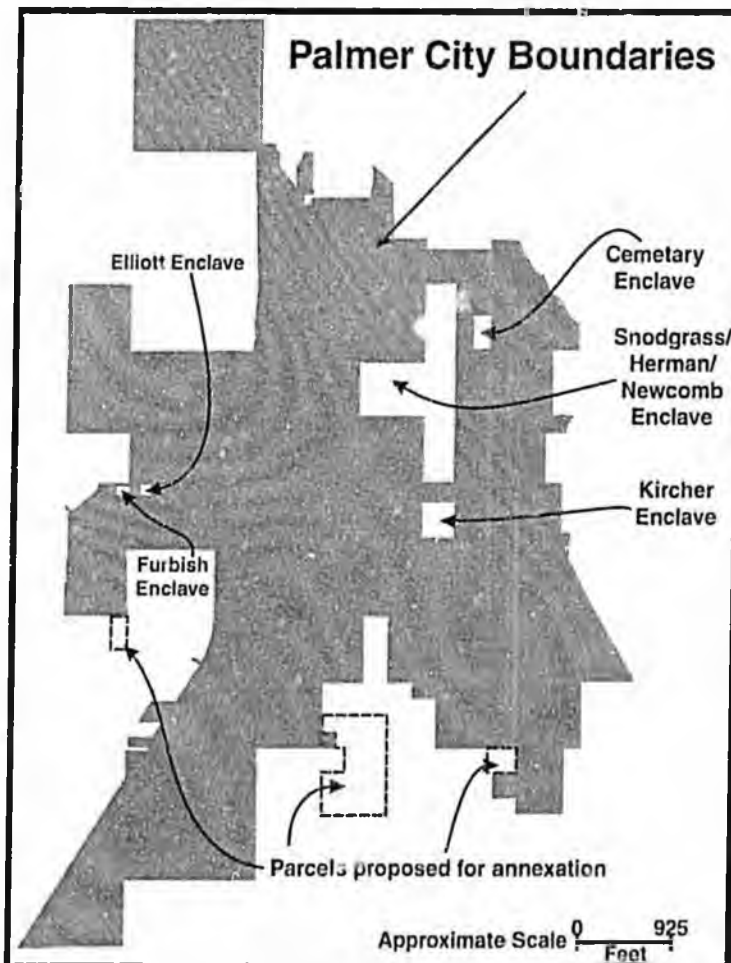 Palmer City Boundaries
Elliott Enclave
Cemetary
Enclave
Snodgrass/
Herman/
Newcomb
Enclave
Kircher
Enclave
Furbish
Enclave
Parcels proposed for annexation
Approximate Scale 0 925
Feet